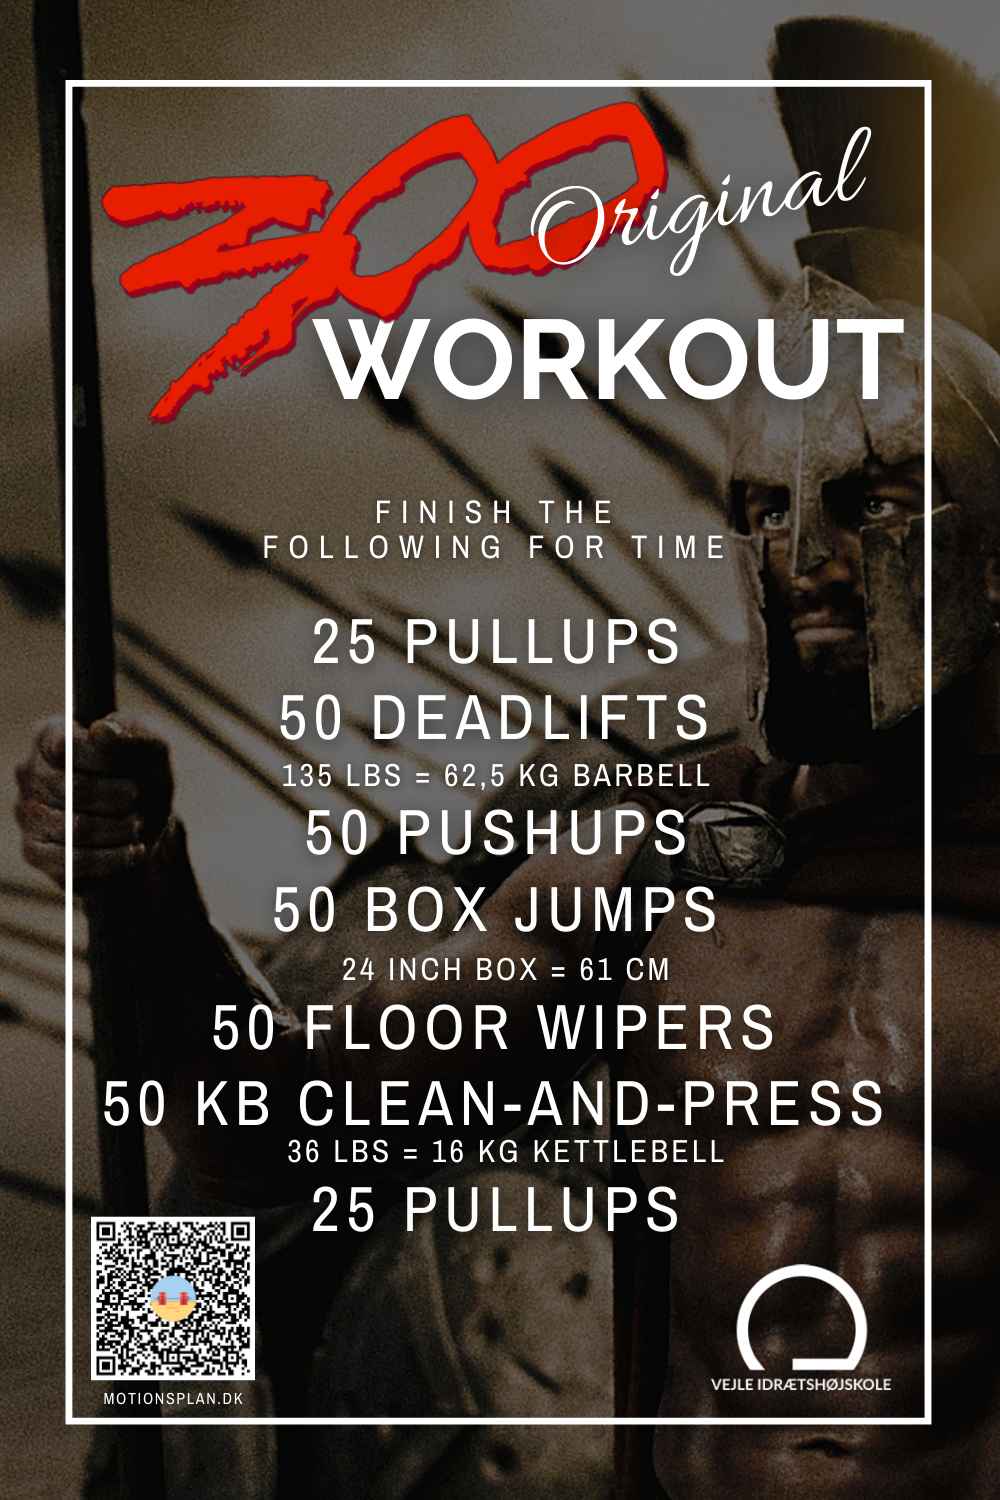 300 Original
WORKOUT
FINISH THE
FOLLOWING FOR TIME
25 PULLUPS
50 DEADLIFTS
135 LBS = 62,5 KG BARBELL
50 PUSHUPS
50 BOX JUMPS
24 INCH BOX = 61 CM
50 FLOOR WIPERS
50 KB CLEAN-AND-PRESS
36 LBS = 16 KG KETTLEBELL
25 PULLUPS
MOTIONSPLAN.DK
VEJLE IDRÆTSHØJSKOLE